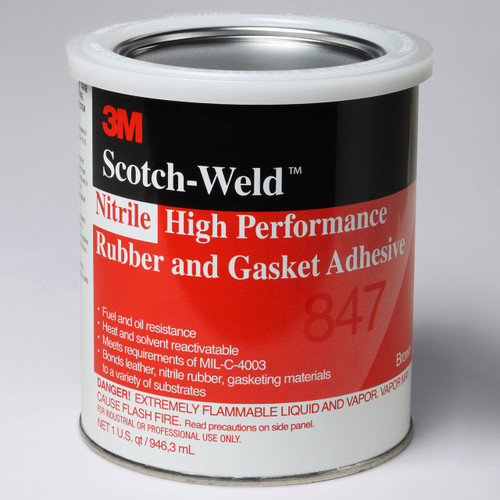 3M
Scotch-Weld™
Nitrile High Performance
Rubber and Gasket Adhesive
847
• Fuel and oil resistance
• Heat and solvent reactivatable
• Meets requirements of MIL-C-4003
• Bonds leather, nitrile rubber, gasketing materials
to a variety of substrates
DANGER! EXTREMELY FLAMMABLE LIQUID AND VAPOR. VAPOR
CAUSE FLASH FIRE. Read precautions on side panel.
FOR INDUSTRIAL OR PROFESSIONAL USE ONLY.
NET 1 U.S. qt / 946,3 mL